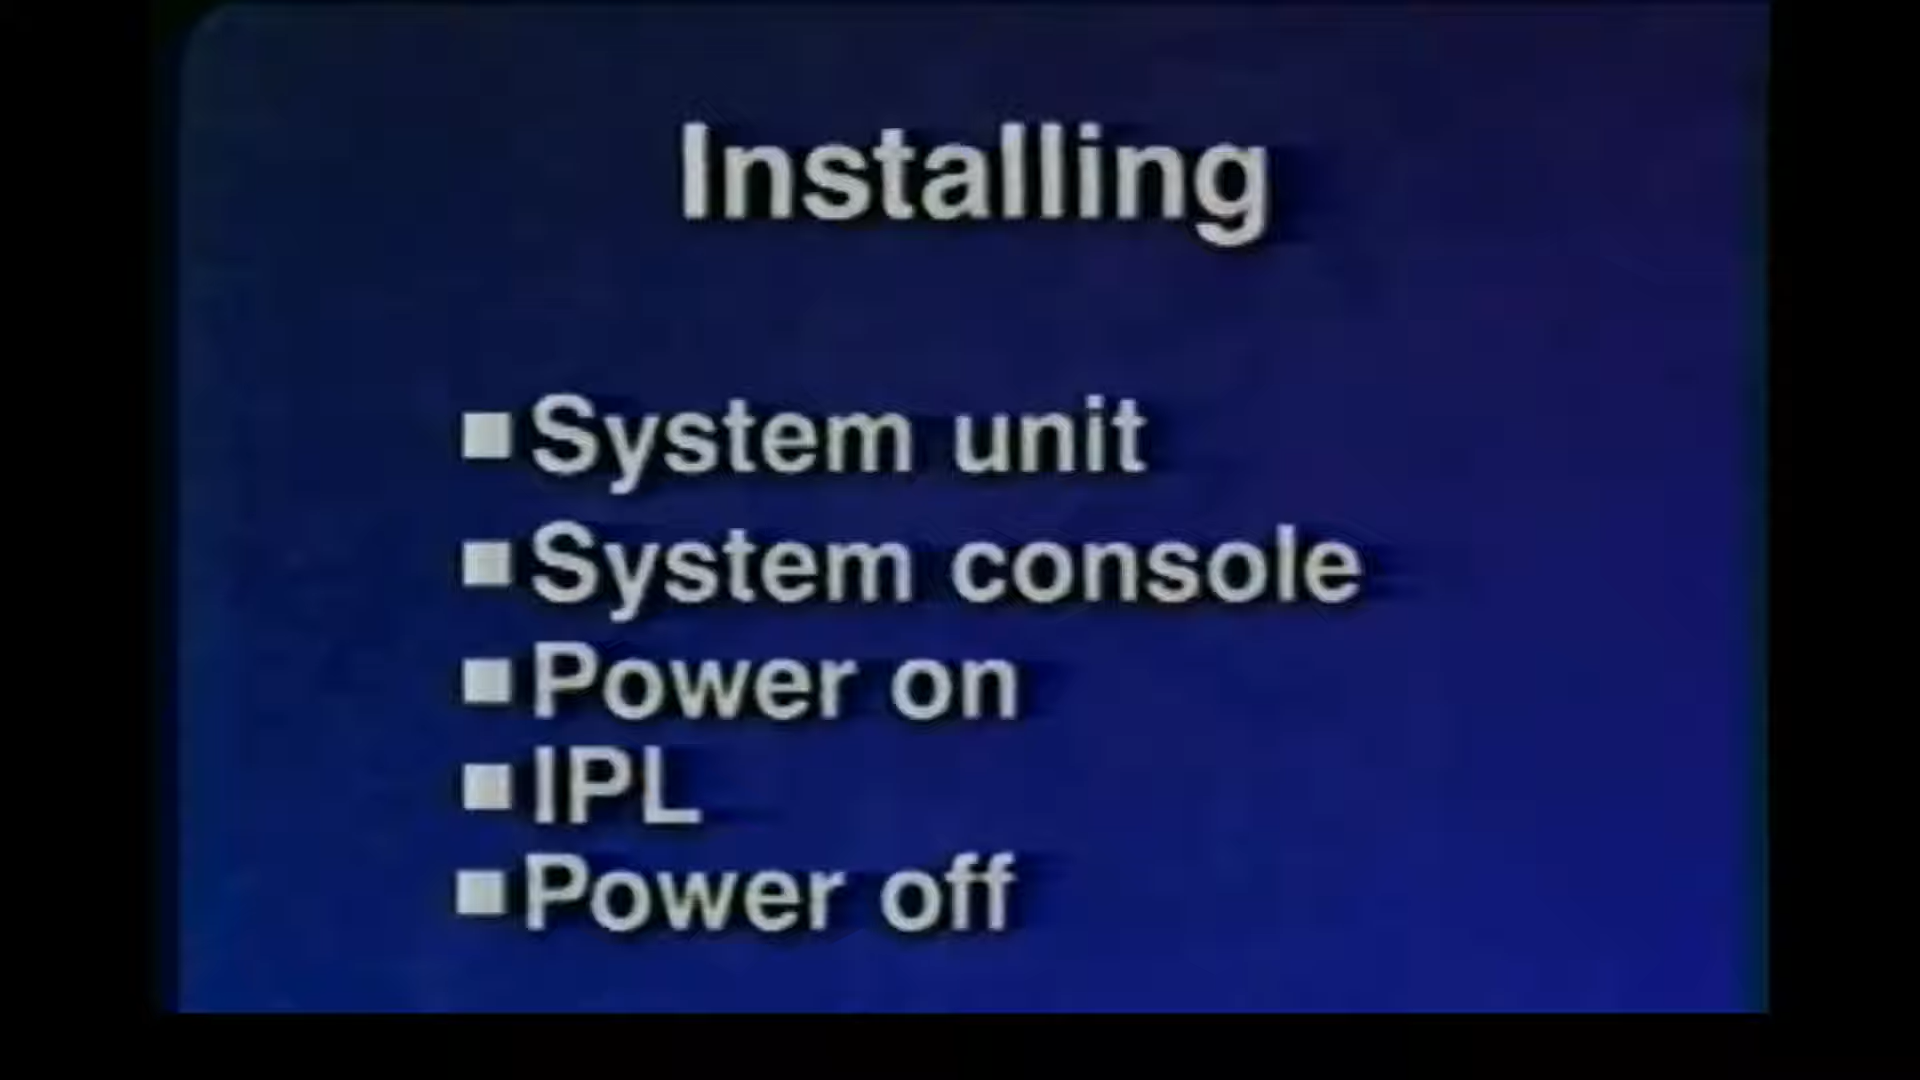 Installing
■ System unit
■ System console
■ Power on
■ IPL
■ Power off